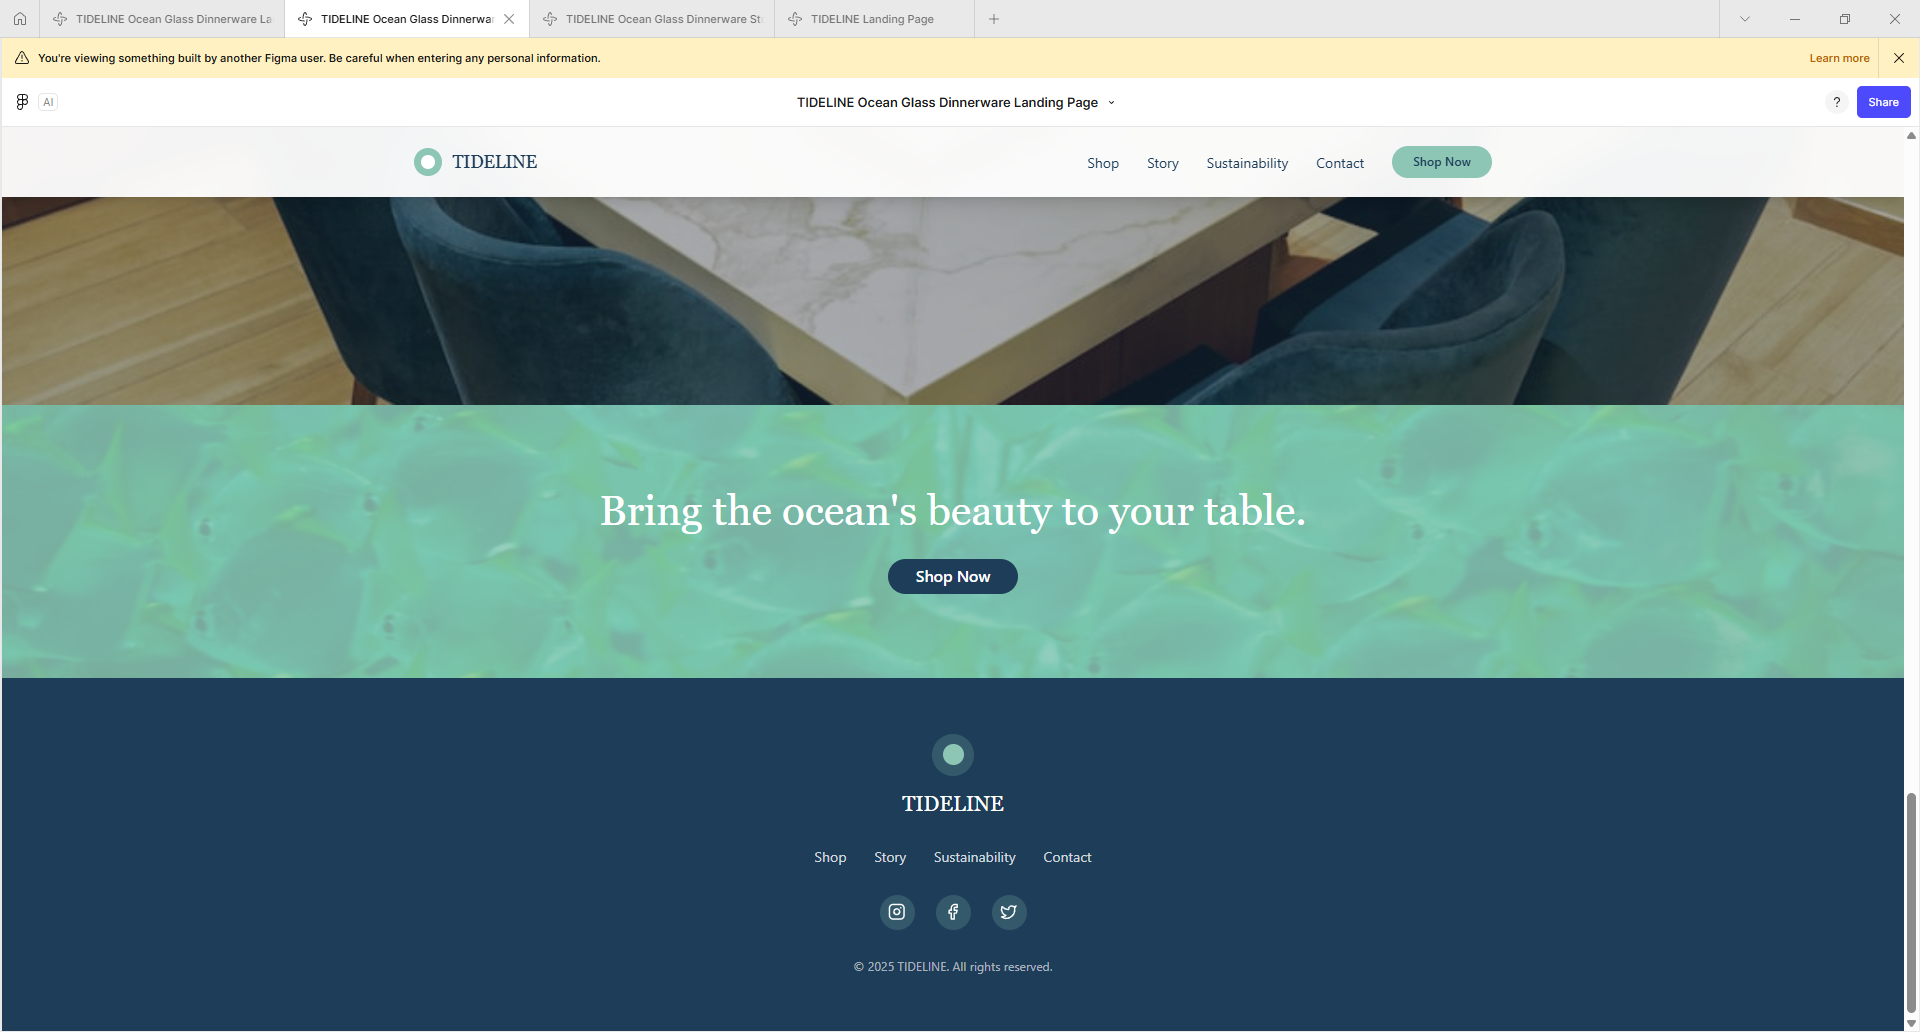 TIDELINE Ocean Glass Dinnerware La
TIDELINE Ocean Glass Dinnerwa
TIDELINE Ocean Glass Dinnerware St
TIDELINE Landing Page
You're viewing something built by another Figma user. Be careful when entering any personal information.
Learn more
AI
TIDELINE Ocean Glass Dinnerware Landing Page
?
Share
TIDELINE
Shop
Story
Sustainability
Contact
Shop Now
Bring the ocean's beauty to your table.
Shop Now
TIDELINE
Shop
Story
Sustainability
Contact
© 2025 TIDELINE. All rights reserved.